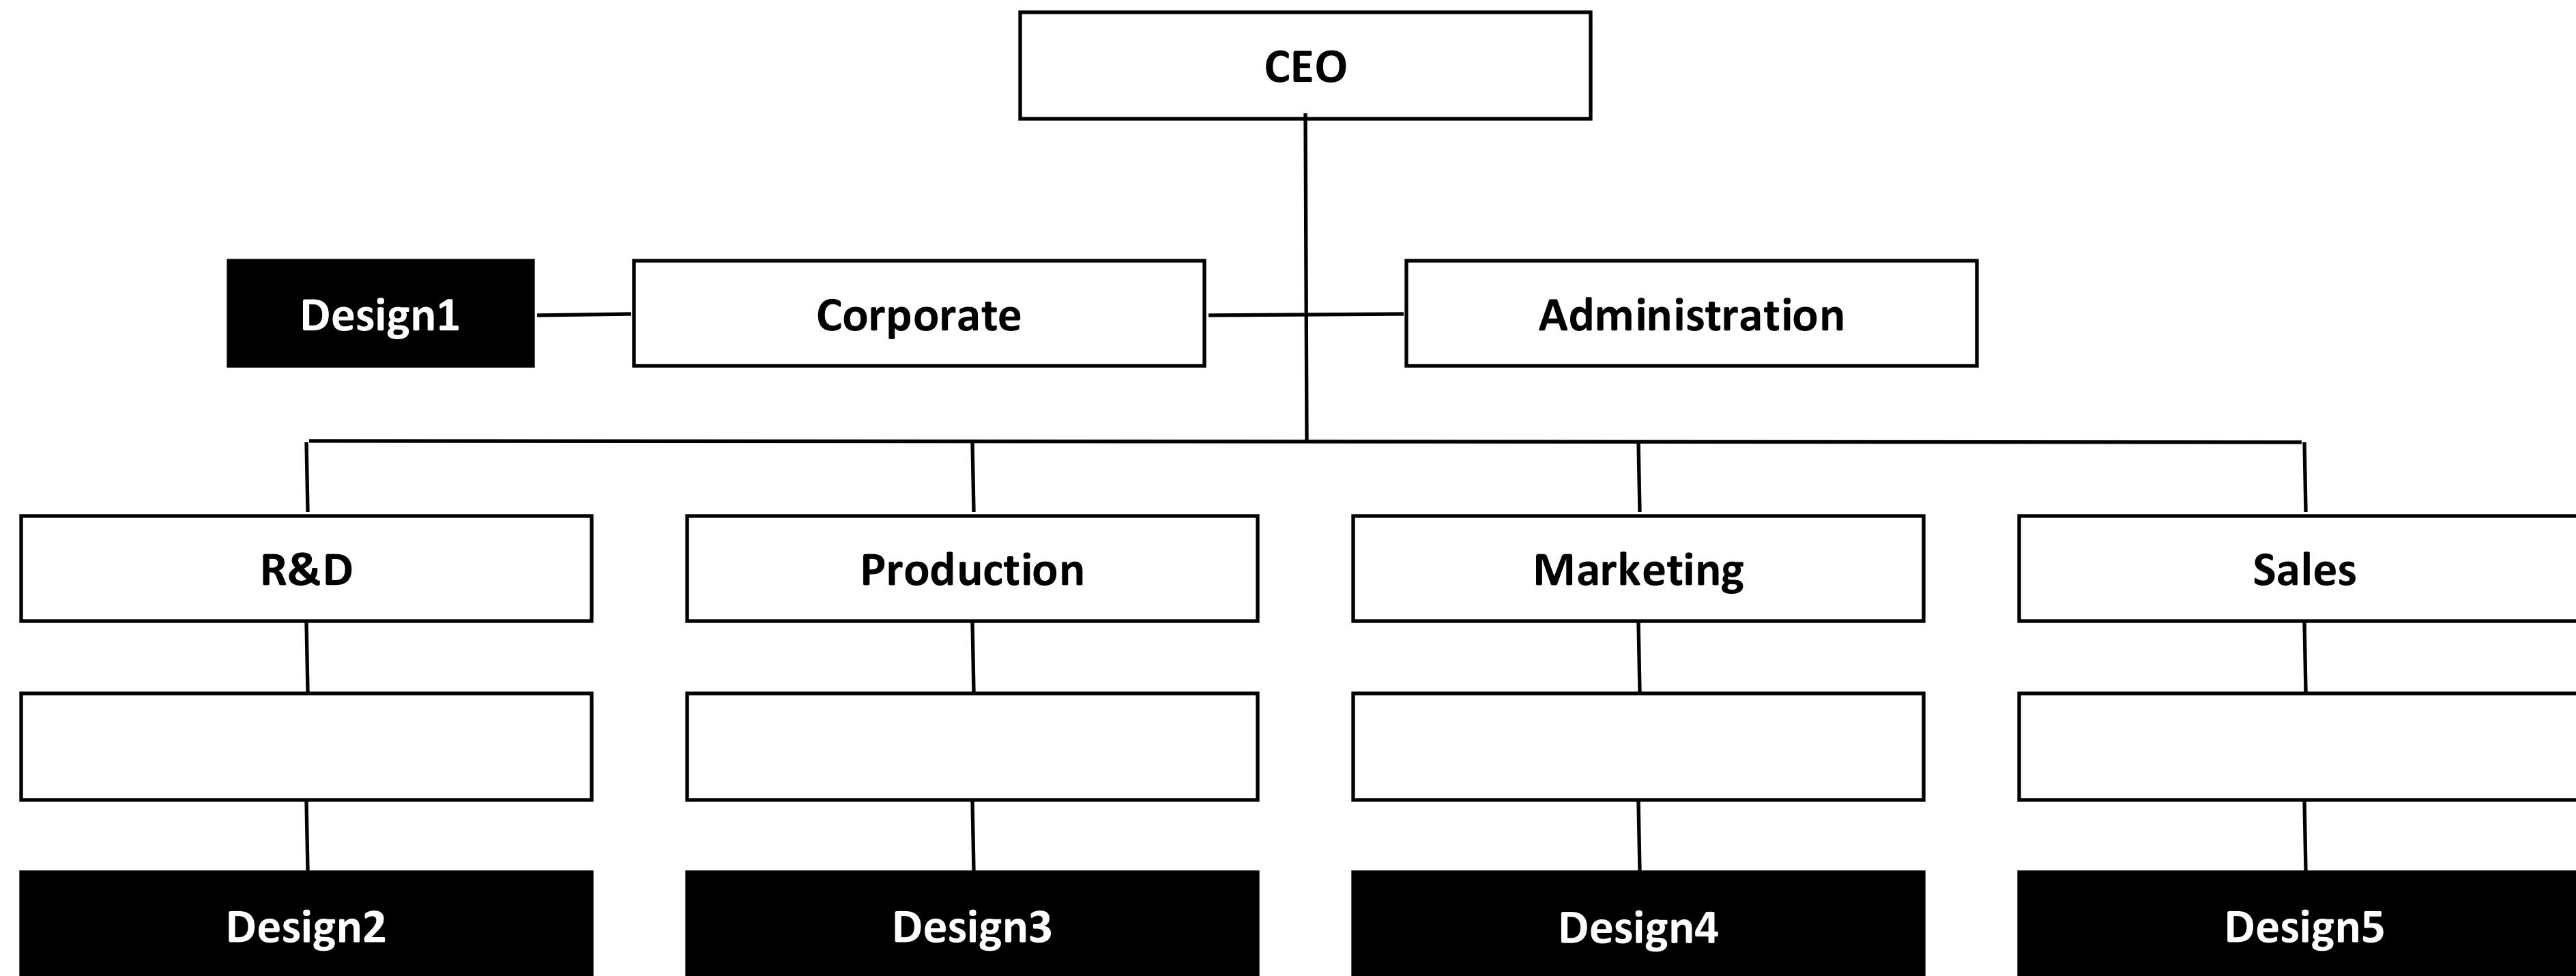 CEO
Design1
Corporate
Administration
R&D
Production
Marketing
Sales
Design2
Design3
Design4
Design5